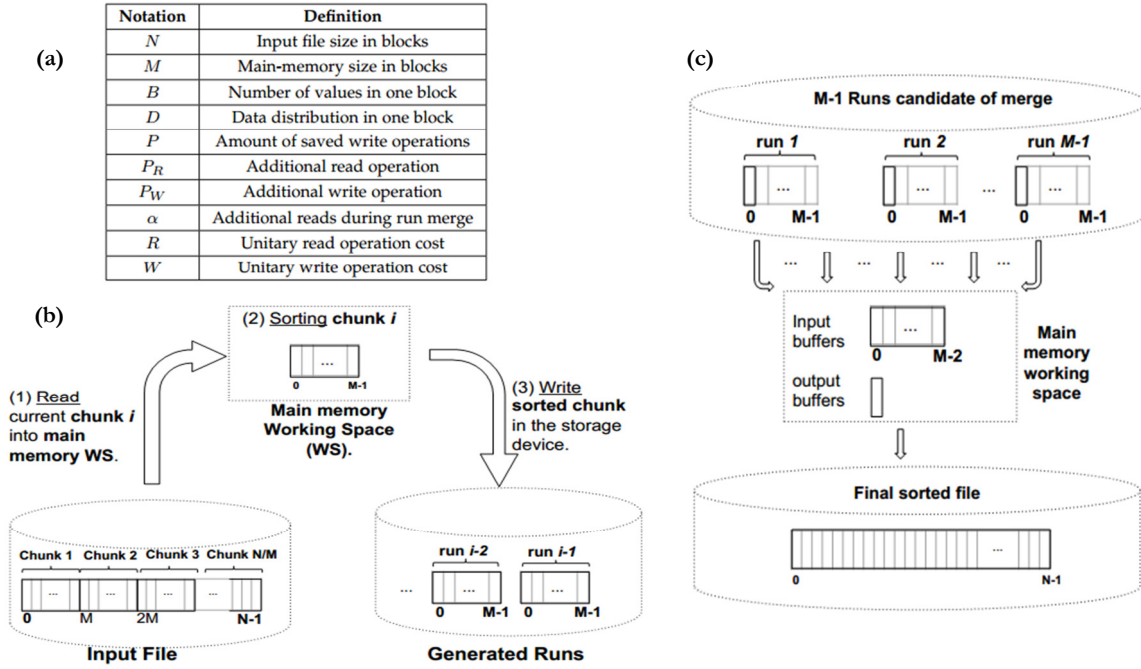 (a)
Notation Definition
N Input file size in blocks
M Main-memory size in blocks
B Number of values in one block
D Data distribution in one block
P Amount of saved write operations
P_R Additional read operation
P_W Additional write operation
α Additional reads during run merge
R Unitary read operation cost
W Unitary write operation cost
(b)
(2) Sorting chunk i
...
0 M-1
Main memory
Working Space
(WS).
(1) Read
current chunk i
into main
memory WS.
(3) Write
sorted chunk
in the storage
device.
Chunk 1 Chunk 2 Chunk 3 Chunk N/M
... ... ... ...
0 M 2M N-1
Input File
run i-2 run i-1
... ... ...
M-1 M-1
0 0
Generated Runs
(c)
M-1 Runs candidate of merge
run 1 run 2 run M-1
... ... ... ...
0 M-1 0 M-1 0 M-1
... ... ... ...
Input
buffers
...
0 M-2
output
buffers
Main
memory
working
space
Final sorted file
...
0 N-1